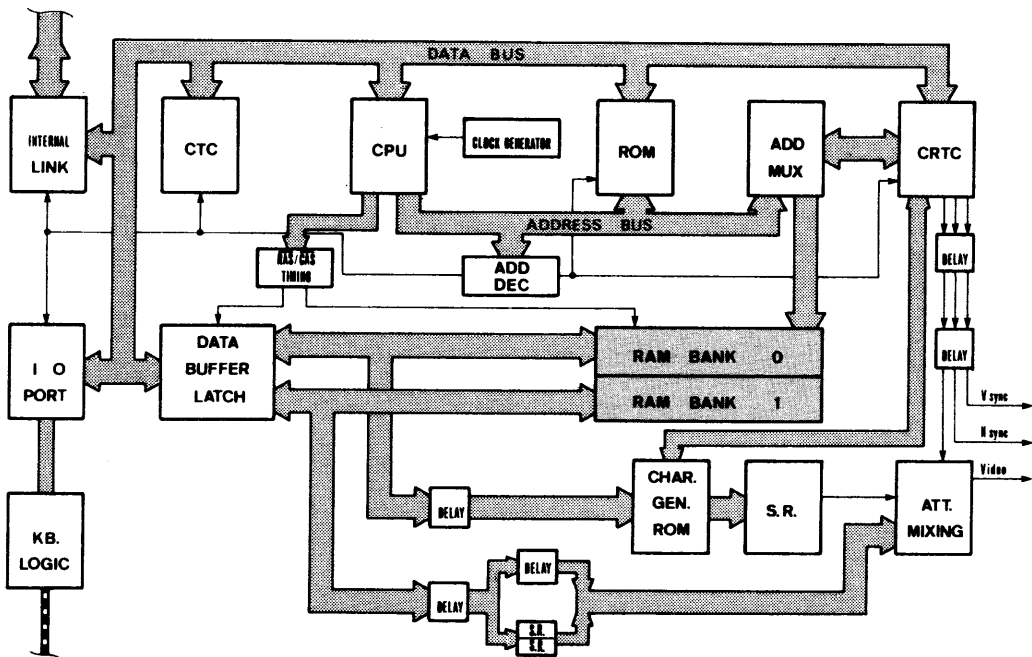 DATA BUS
INTERNAL
LINK
CTC
CPU
CLOCK GENERATOR
ROM
ADD
MUX
CRTC
ADDRESS BUS
RAS/CAS
TIMING
ADD
DEC
DELAY
I O
PORT
DATA
BUFFER
LATCH
RAM BANK 0
RAM BANK 1
DELAY
V sync
H sync
Video
KB.
LOGIC
DELAY
CHAR.
GEN.
ROM
S.R.
ATT.
MIXING
DELAY
DELAY
S.R.
S.R.